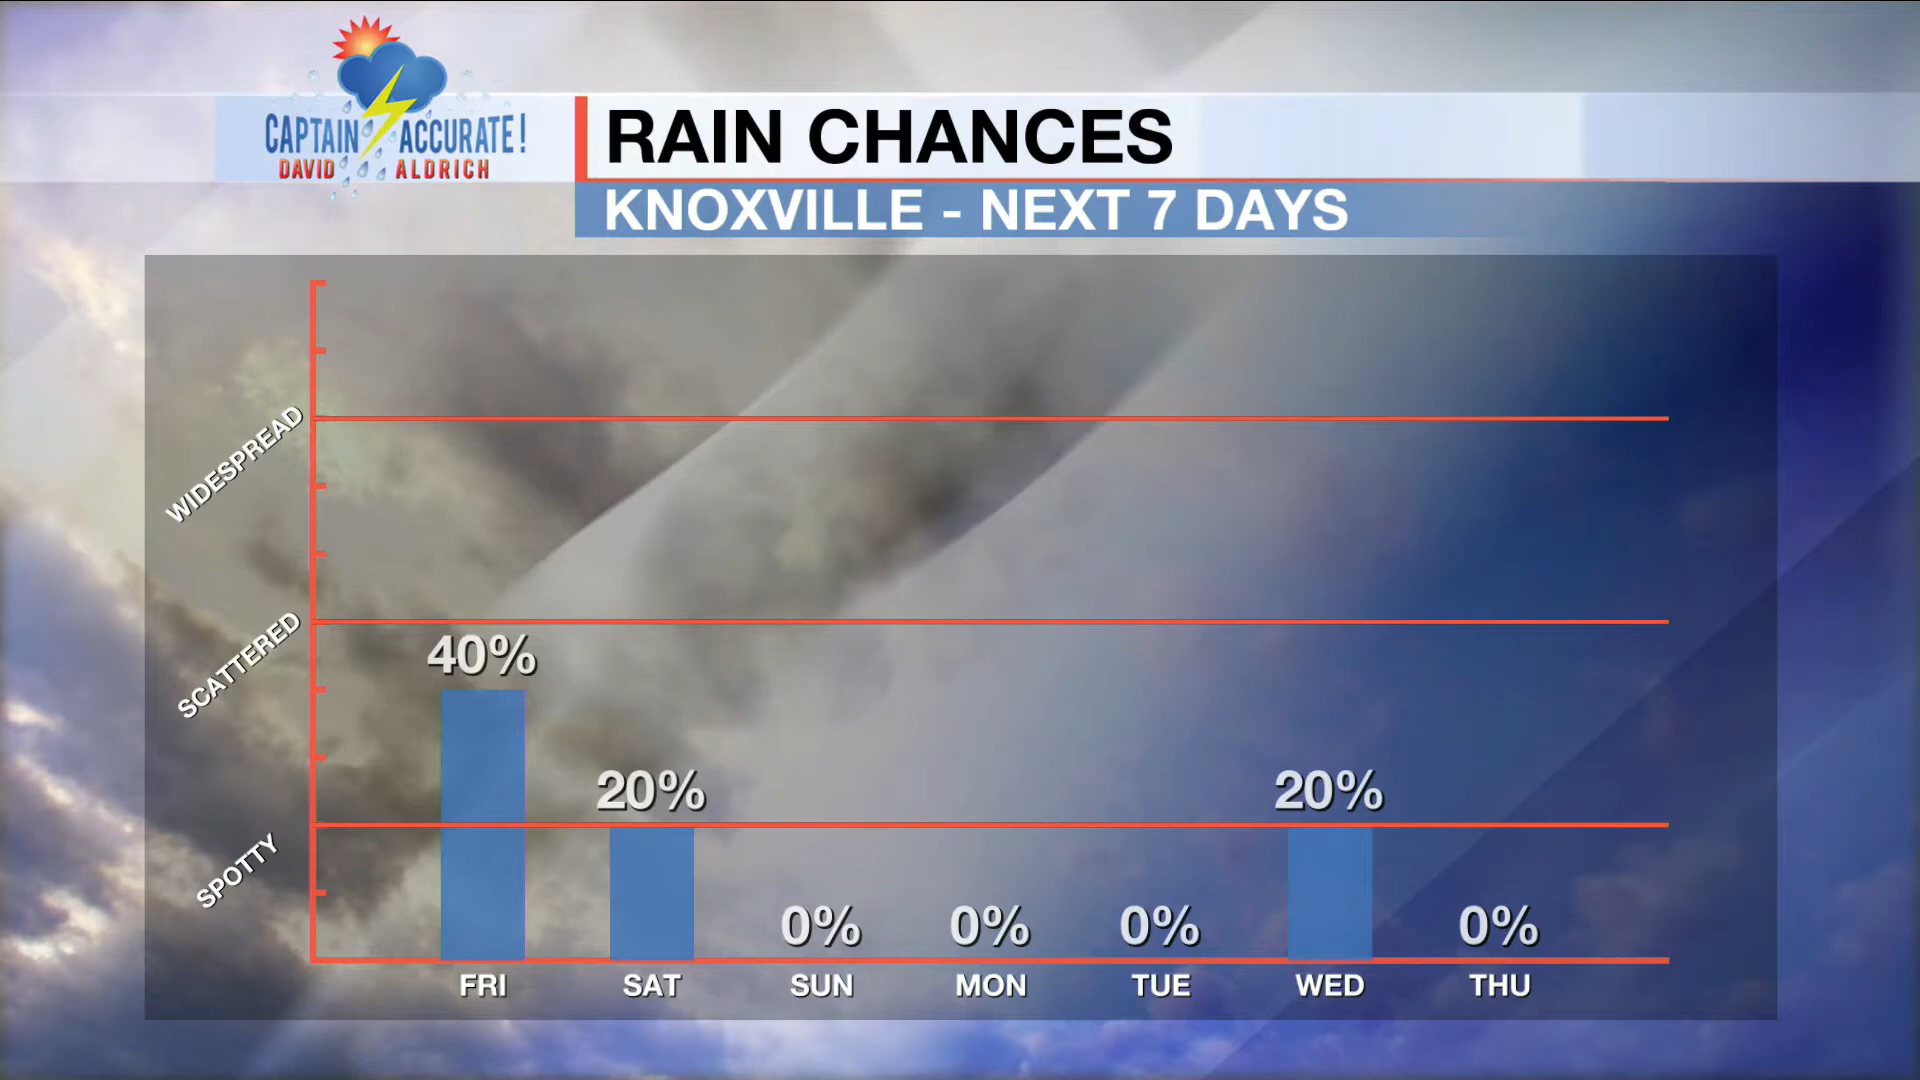 CAPTAIN ACCURATE!
DAVID ALDRICH
RAIN CHANCES
KNOXVILLE - NEXT 7 DAYS
WIDESPREAD
SCATTERED
SPOTTY
40%
20%
0%
0%
0%
20%
0%
FRI SAT SUN MON TUE WED THU